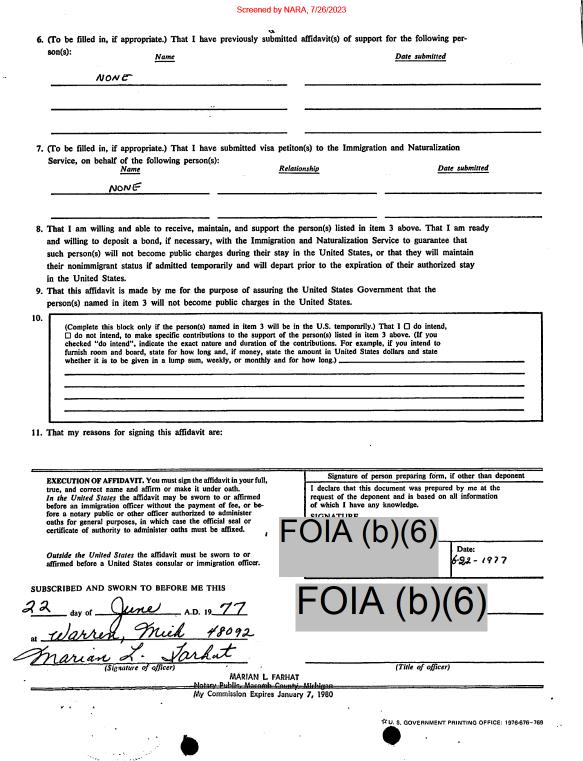 Screened by NARA, 7/26/2023
6. (To be filled in, if appropriate.) That I have previously submitted affidavit(s) of support for the following per-
son(s):
Name Date submitted
NONE
7. (To be filled in, if appropriate.) That I have submitted visa petiton(s) to the Immigration and Naturalization
Service, on behalf of the following person(s):
Name Relationship Date submitted
NONE
8. That I am willing and able to receive, maintain, and support the person(s) listed in item 3 above. That I am ready
and willing to deposit a bond, if necessary, with the Immigration and Naturalization Service to guarantee that
such person(s) will not become public charges during their stay in the United States, or that they will maintain
their nonimmigrant status if admitted temporarily and will depart prior to the expiration of their authorized stay
in the United States.
9. That this affidavit is made by me for the purpose of assuring the United States Government that the
person(s) named in item 3 will not become public charges in the United States.
10.
(Complete this block only if the person(s) named in item 3 will be in the U.S. temporarily.) That I ☐ do intend,
☐ do not intend, to make specific contributions to the support of the person(s) listed in item 3 above. (If you
checked "do intend", indicate the exact nature and duration of the contributions. For example, if you intend to
furnish room and board, state for how long and, if money, state the amount in United States dollars and state
whether it is to be given in a lump sum, weekly, or monthly and for how long.)
11. That my reasons for signing this affidavit are:
EXECUTION OF AFFIDAVIT. You must sign the affidavit in your full,
true, and correct name and affirm or make it under oath.
In the United States the affidavit may be sworn to or affirmed
before an immigration officer without the payment of fee, or be-
fore a notary public or other officer authorized to administer
oaths for general purposes, in which case the official seal or
certificate of authority to administer oaths must be affixed.
Outside the United States the affidavit must be sworn to or
affirmed before a United States consular or immigration officer.
Signature of person preparing form, if other than deponent
I declare that this document was prepared by me at the
request of the deponent and is based on all information
of which I have any knowledge.
SIGNATURE
FOIA (b)(6)
Date:
6-22-1977
FOIA (b)(6)
SUBSCRIBED AND SWORN TO BEFORE ME THIS
22 day of June A.D. 19 77
at Warren, Mich 48092
Marian L. Farhat
(Signature of officer) (Title of officer)
MARIAN L. FARHAT
Notary Public, Macomb County, Michigan
My Commission Expires January 7, 1980
☆ U. S. GOVERNMENT PRINTING OFFICE: 1976-676-769